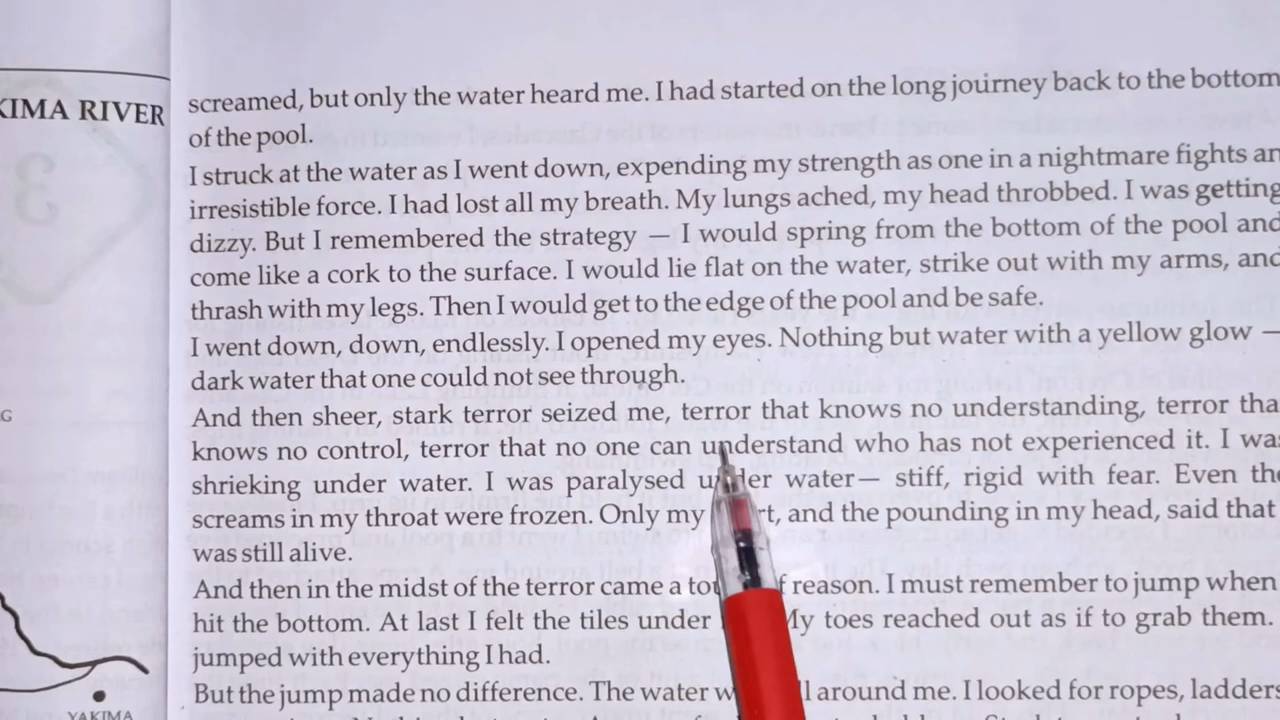 KIMA RIVER
screamed, but only the water heard me. I had started on the long journey back to the bottom
of the pool.
I struck at the water as I went down, expending my strength as one in a nightmare fights an
irresistible force. I had lost all my breath. My lungs ached, my head throbbed. I was getting
dizzy. But I remembered the strategy — I would spring from the bottom of the pool and
come like a cork to the surface. I would lie flat on the water, strike out with my arms, and
thrash with my legs. Then I would get to the edge of the pool and be safe.
I went down, down, endlessly. I opened my eyes. Nothing but water with a yellow glow —
dark water that one could not see through.
G
And then sheer, stark terror seized me, terror that knows no understanding, terror tha
knows no control, terror that no one can understand who has not experienced it. I was
shrieking under water. I was paralysed under water— stiff, rigid with fear. Even the
screams in my throat were frozen. Only my rt, and the pounding in my head, said that
was still alive.
And then in the midst of the terror came a to f reason. I must remember to jump when
hit the bottom. At last I felt the tiles under My toes reached out as if to grab them.
jumped with everything I had.
But the jump made no difference. The water w l around me. I looked for ropes, ladders
YAKIMA